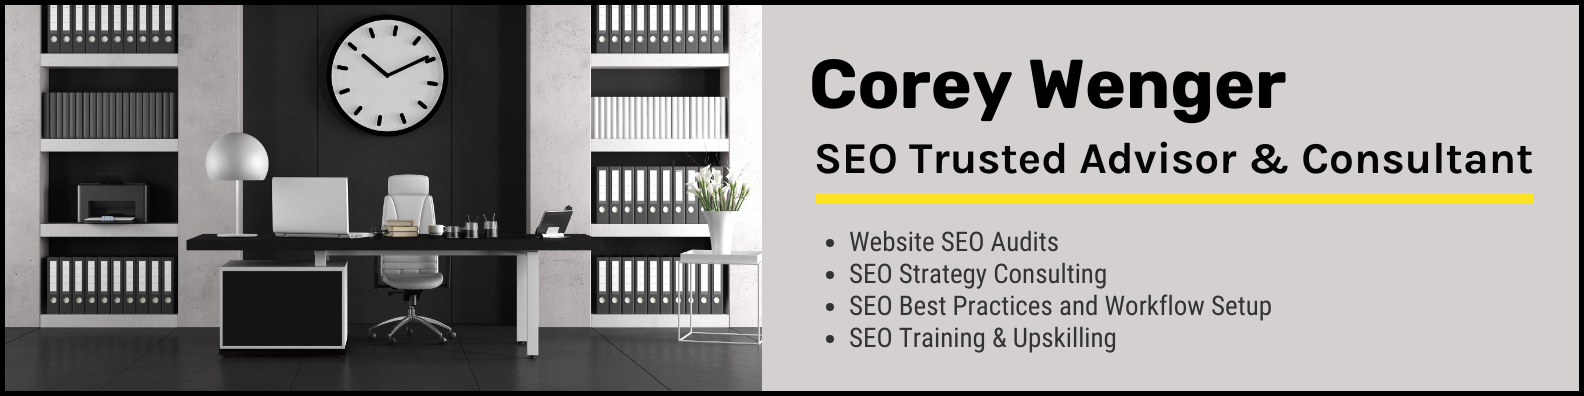 Corey Wenger
SEO Trusted Advisor & Consultant
• Website SEO Audits
• SEO Strategy Consulting
• SEO Best Practices and Workflow Setup
• SEO Training & Upskilling